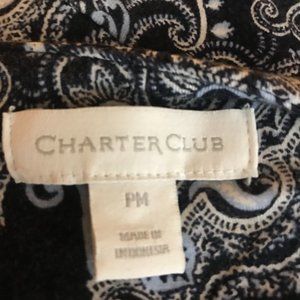 CHARTER CLUB
PM
MADE IN
INDONESIA